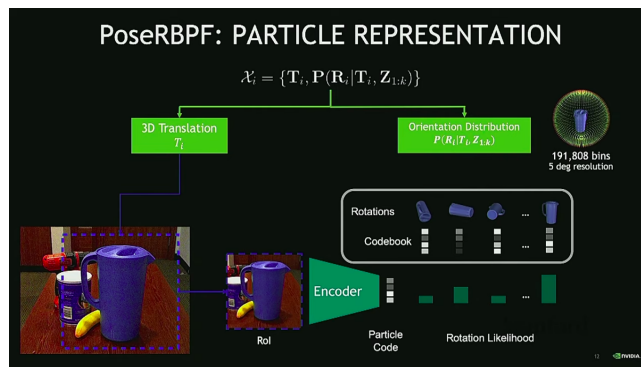 PoseRBPF: PARTICLE REPRESENTATION
𝒳ᵢ = {Tᵢ, P(Rᵢ|Tᵢ, Z₁:ₖ)}
3D Translation
Tᵢ
Orientation Distribution
P(Rᵢ|Tᵢ, Z₁:ₖ)
191,808 bins
5 deg resolution
Rotations
...
Codebook
...
Encoder
...
RoI
Particle
Code
Rotation Likelihood
12
NVIDIA